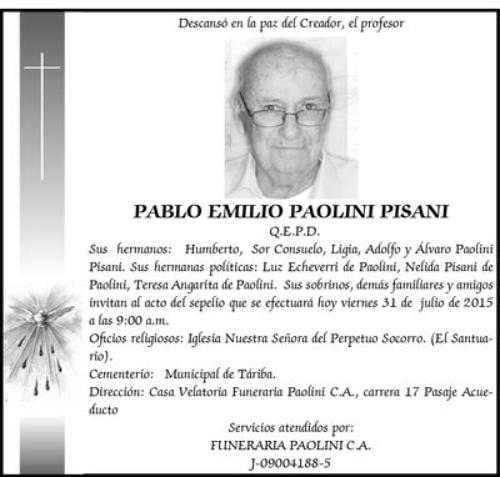 Descansó en la paz del Creador, el profesor
PABLO EMILIO PAOLINI PISANI
Q.E.P.D.
Sus hermanos: Humberto, Sor Consuelo, Ligia, Adolfo y Álvaro Paolini
Pisani. Sus hermanas políticas: Luz Echeverri de Paolini, Nelida Pisani de
Paolini, Teresa Angarita de Paolini. Sus sobrinos, demás familiares y amigos
invitan al acto del sepelio que se efectuará hoy viernes 31 de julio de 2015
a las 9:00 a.m.
Oficios religiosos: Iglesia Nuestra Señora del Perpetuo Socorro. (El Santua-
rio).
Cementerio: Municipal de Táriba.
Dirección: Casa Velatoria Funeraria Paolini C.A., carrera 17 Pasaje Acue-
ducto
Servicios atendidos por:
FUNERARIA PAOLINI C.A.
J-09004188-5